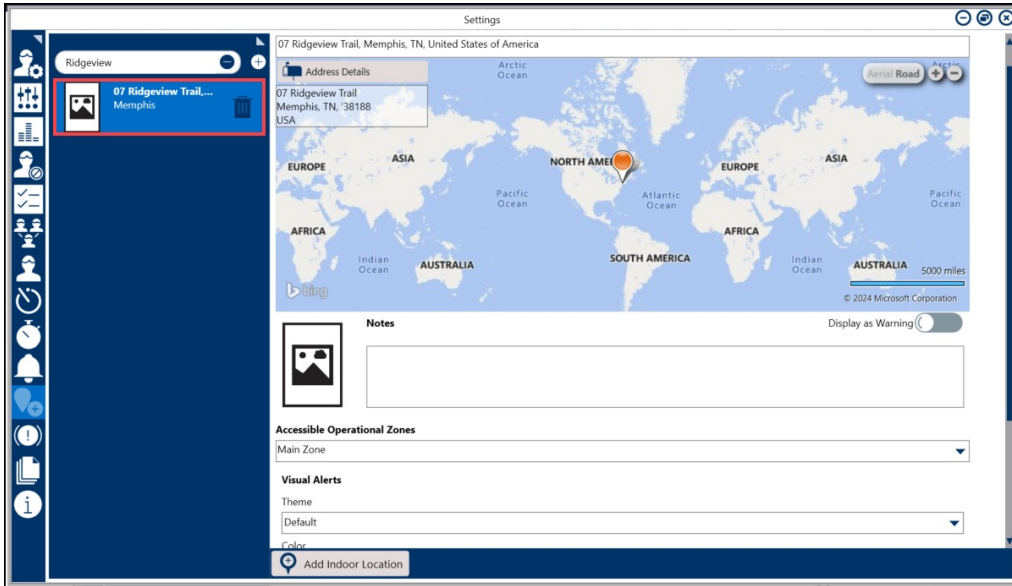 Settings
Ridgeview
07 Ridgeview Trail,...
Memphis
07 Ridgeview Trail, Memphis, TN, United States of America
Address Details
07 Ridgeview Trail
Memphis, TN, '38188
USA
Arctic
Ocean
Arctic
Aerial Road
EUROPE
ASIA
NORTH AME
EUROPE
ASIA
Pacific
Ocean
Atlantic
Ocean
Pacific
Ocean
AFRICA
AFRICA
Indian
Ocean
AUSTRALIA
SOUTH AMERICA
Indian
Ocean
AUSTRALIA
5000 miles
bing
© 2024 Microsoft Corporation
Notes
Display as Warning
Accessible Operational Zones
Main Zone
Visual Alerts
Theme
Default
Color
Add Indoor Location